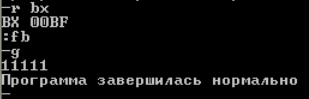 -r bx
BX 00BF
:fb
-g
11111
Программа завершилась нормально
-